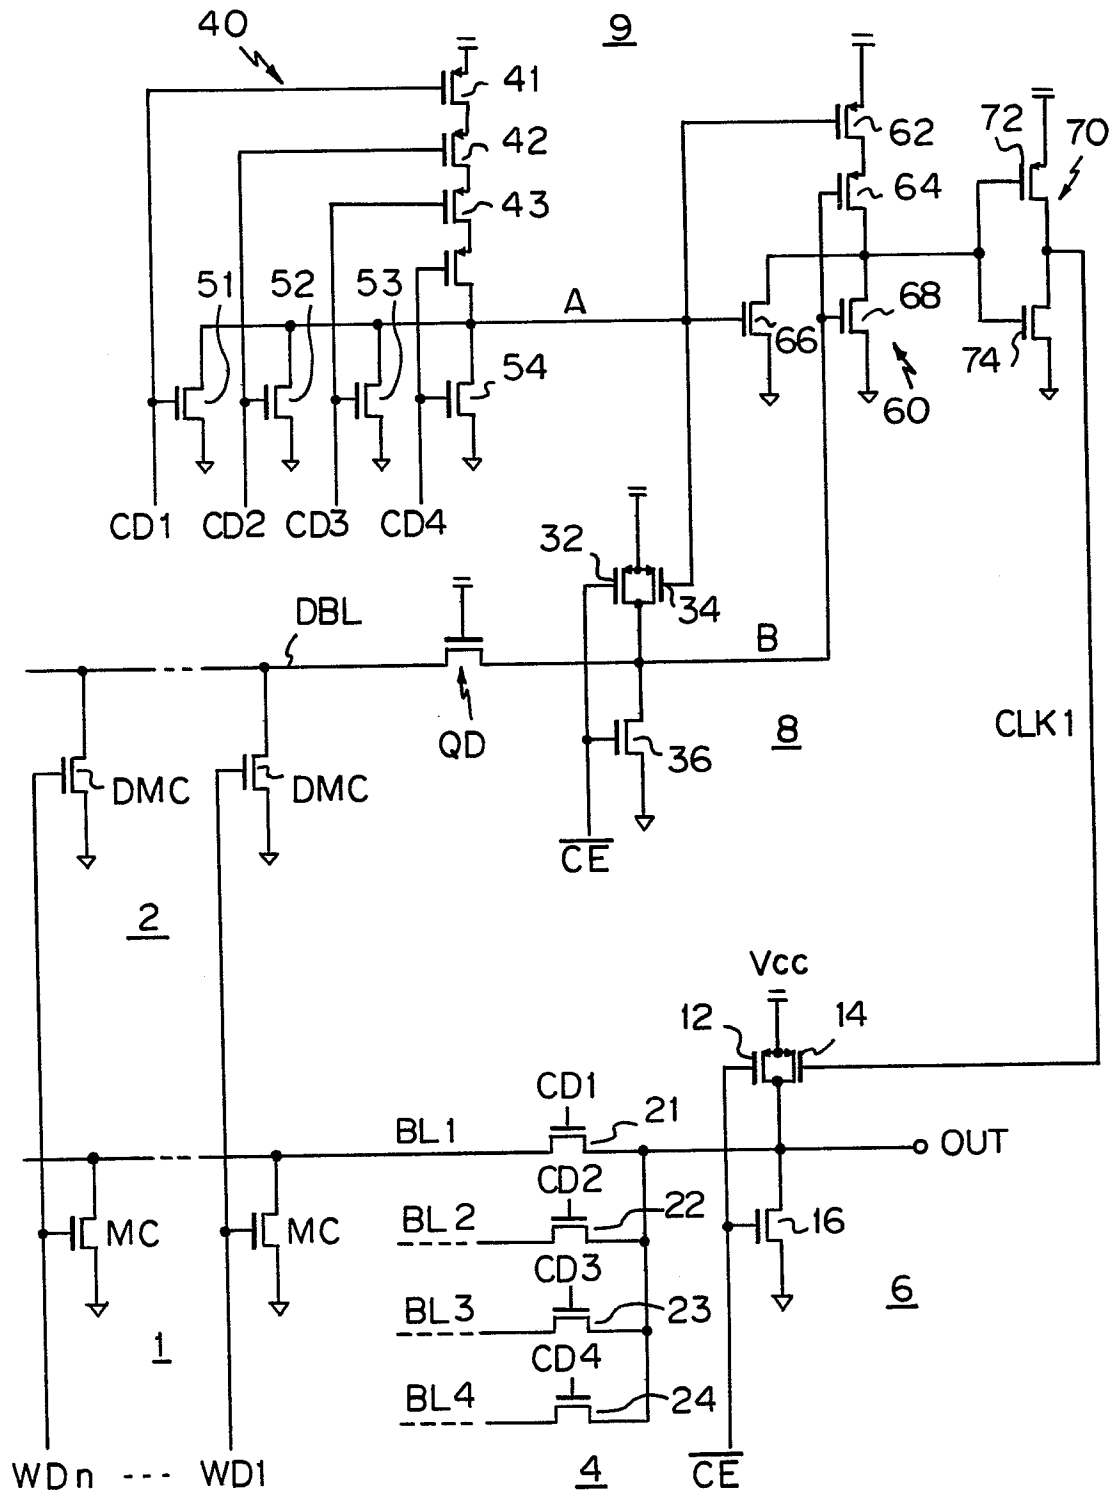 40
9
41
42
43
62
64
72
70
51
52
53
A
54
66
68
74
60
CD1
CD2
CD3
CD4
32
34
DBL
B
QD
36
8
CLK1
DMC
DMC
CE
2
Vcc
12
14
CD1
21
BL1
OUT
CD2
BL2
22
MC
MC
16
CD3
6
BL3
23
1
CD4
BL4
24
WDn --- WD1
4
CE